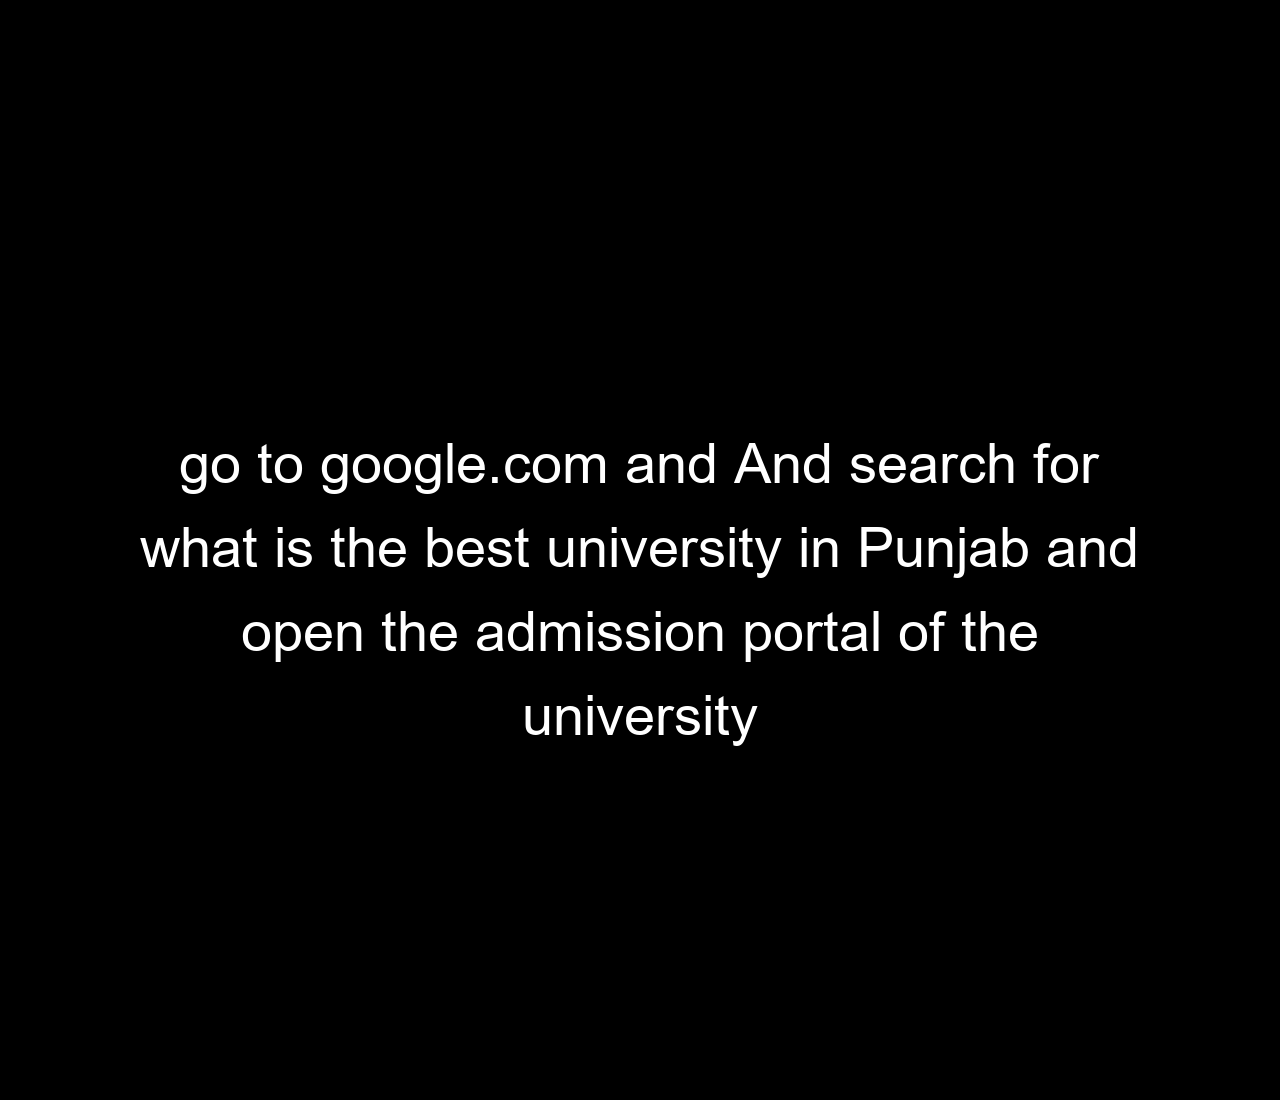 go to google.com and And search for
what is the best university in Punjab and
open the admission portal of the
university